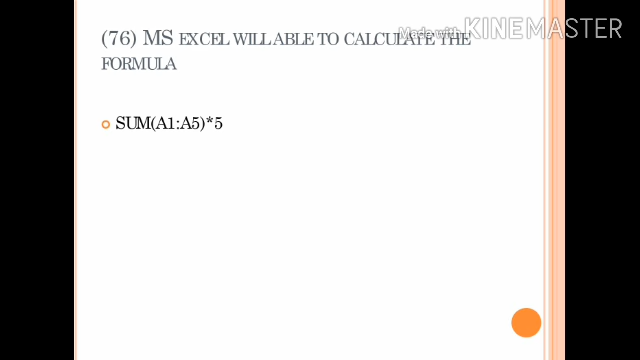 Made with KINEMASTER
(76) MS EXCEL WILL ABLE TO CALCULATE THE
FORMULA
SUM(A1:A5)*5